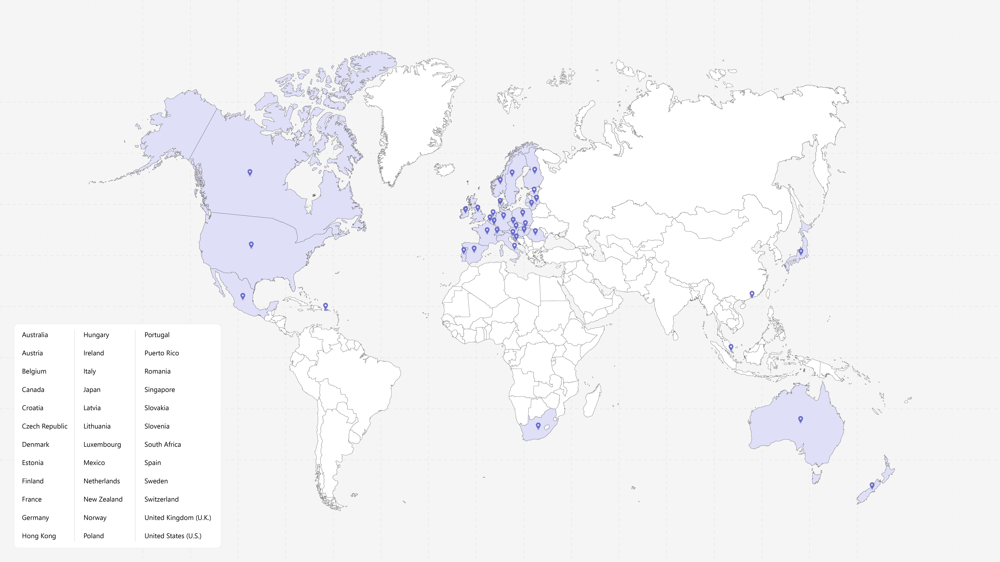 Australia
Austria
Belgium
Canada
Croatia
Czech Republic
Denmark
Estonia
Finland
France
Germany
Hong Kong
Hungary
Ireland
Italy
Japan
Latvia
Lithuania
Luxembourg
Mexico
Netherlands
New Zealand
Norway
Poland
Portugal
Puerto Rico
Romania
Singapore
Slovakia
Slovenia
South Africa
Spain
Sweden
Switzerland
United Kingdom (U.K.)
United States (U.S.)